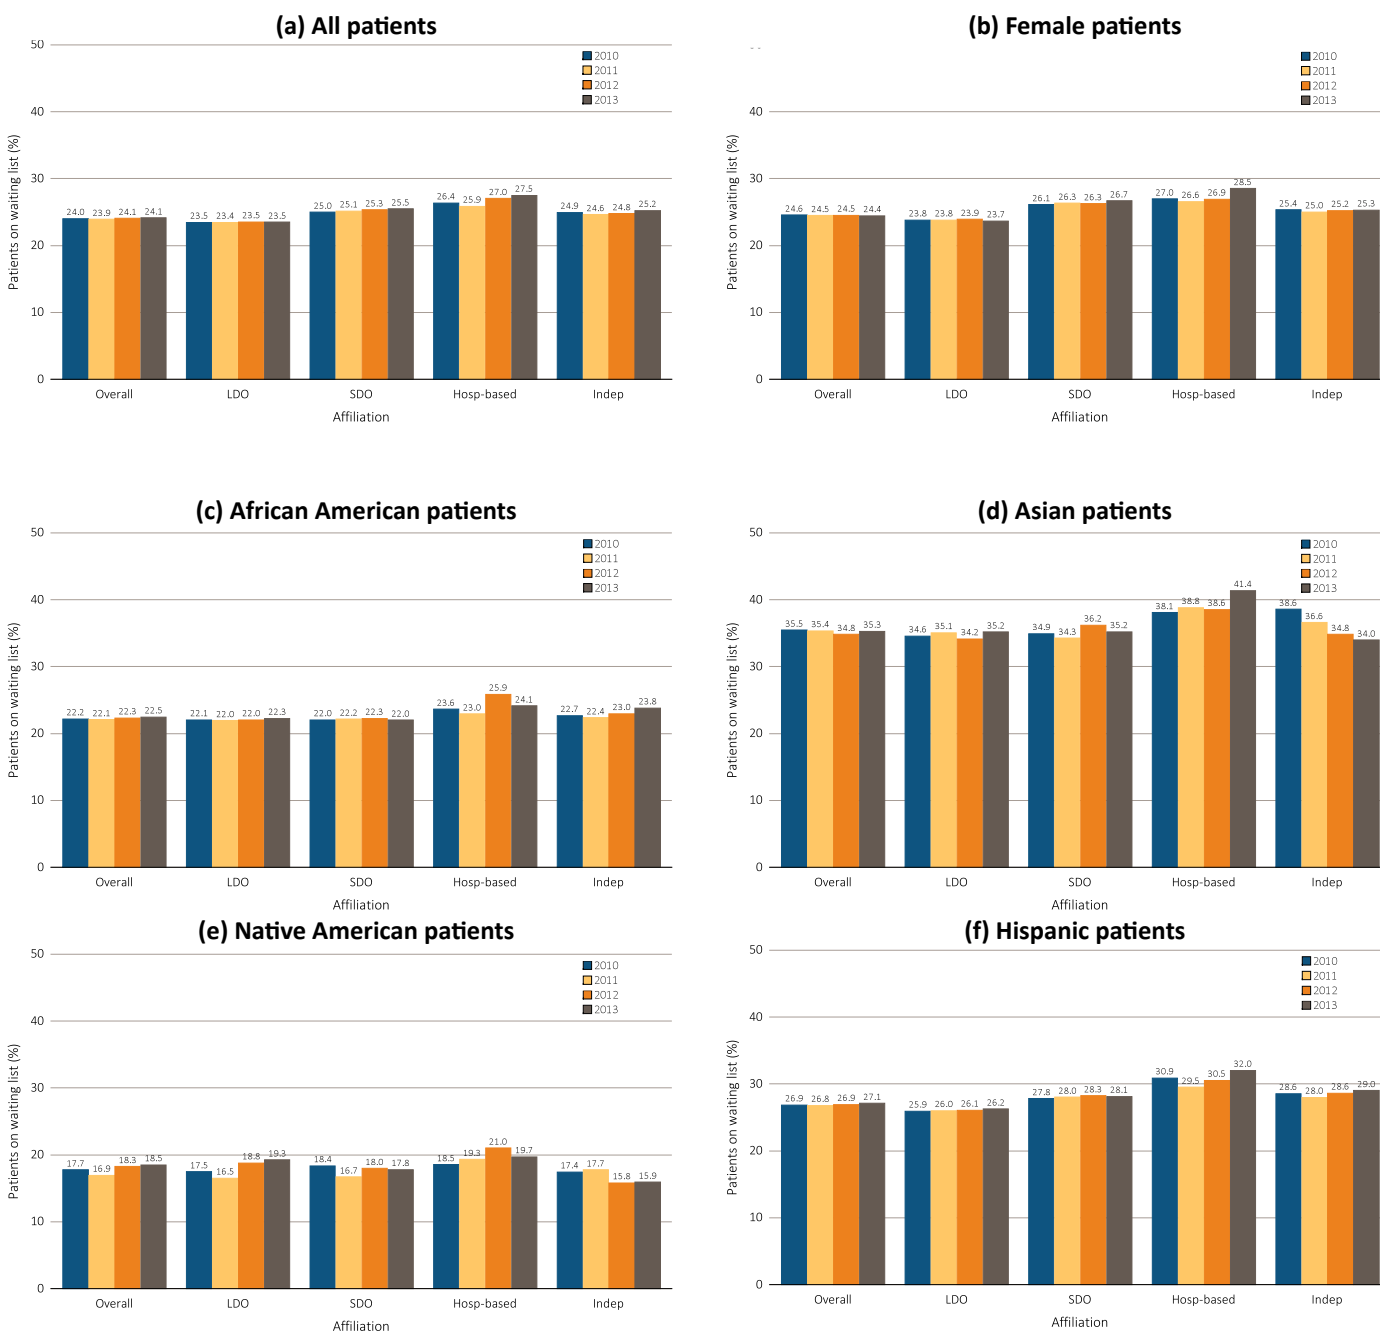 (a) All patients
50
40
30
20
10
0
Patients on waiting list (%)
2010
2011
2012
2013
24.0 23.9 24.1 24.1
23.5 23.4 23.5 23.5
25.0 25.1 25.3 25.5
26.4 25.9 27.0 27.5
24.9 24.6 24.8 25.2
Overall LDO SDO Hosp-based Indep
Affiliation
(b) Female patients
40
30
20
10
0
Patients on waiting list (%)
2010
2011
2012
2013
24.6 24.5 24.5 24.4
23.8 23.8 23.9 23.7
26.1 26.3 26.3 26.7
27.0 26.6 26.9 28.5
25.4 25.0 25.2 25.3
Overall LDO SDO Hosp-based Indep
Affiliation
(c) African American patients
50
40
30
20
10
0
Patients on waiting list (%)
2010
2011
2012
2013
22.2 22.1 22.3 22.5
22.1 22.0 22.0 22.3
22.0 22.2 22.3 22.0
23.6 23.0 25.9 24.1
22.7 22.4 23.0 23.8
Overall LDO SDO Hosp-based Indep
Affiliation
(d) Asian patients
50
40
30
20
10
0
Patients on waiting list (%)
2010
2011
2012
2013
35.5 35.4 34.8 35.3
34.6 35.1 34.2 35.2
34.9 34.3 36.2 35.2
38.1 38.8 38.6 41.4
38.6 36.6 34.8 34.0
Overall LDO SDO Hosp-based Indep
Affiliation
(e) Native American patients
50
40
30
20
10
0
Patients on waiting list (%)
2010
2011
2012
2013
17.7 16.9 18.3 18.5
17.5 16.5 18.8 19.3
18.4 16.7 18.0 17.8
18.5 19.3 21.0 19.7
17.4 17.7 15.8 15.9
Overall LDO SDO Hosp-based Indep
Affiliation
(f) Hispanic patients
50
40
30
20
10
0
Patients on waiting list (%)
2010
2011
2012
2013
26.9 26.8 26.9 27.1
25.9 26.0 26.1 26.2
27.8 28.0 28.3 28.1
30.9 29.5 30.5 32.0
28.6 28.0 28.6 29.0
Overall LDO SDO Hosp-based Indep
Affiliation